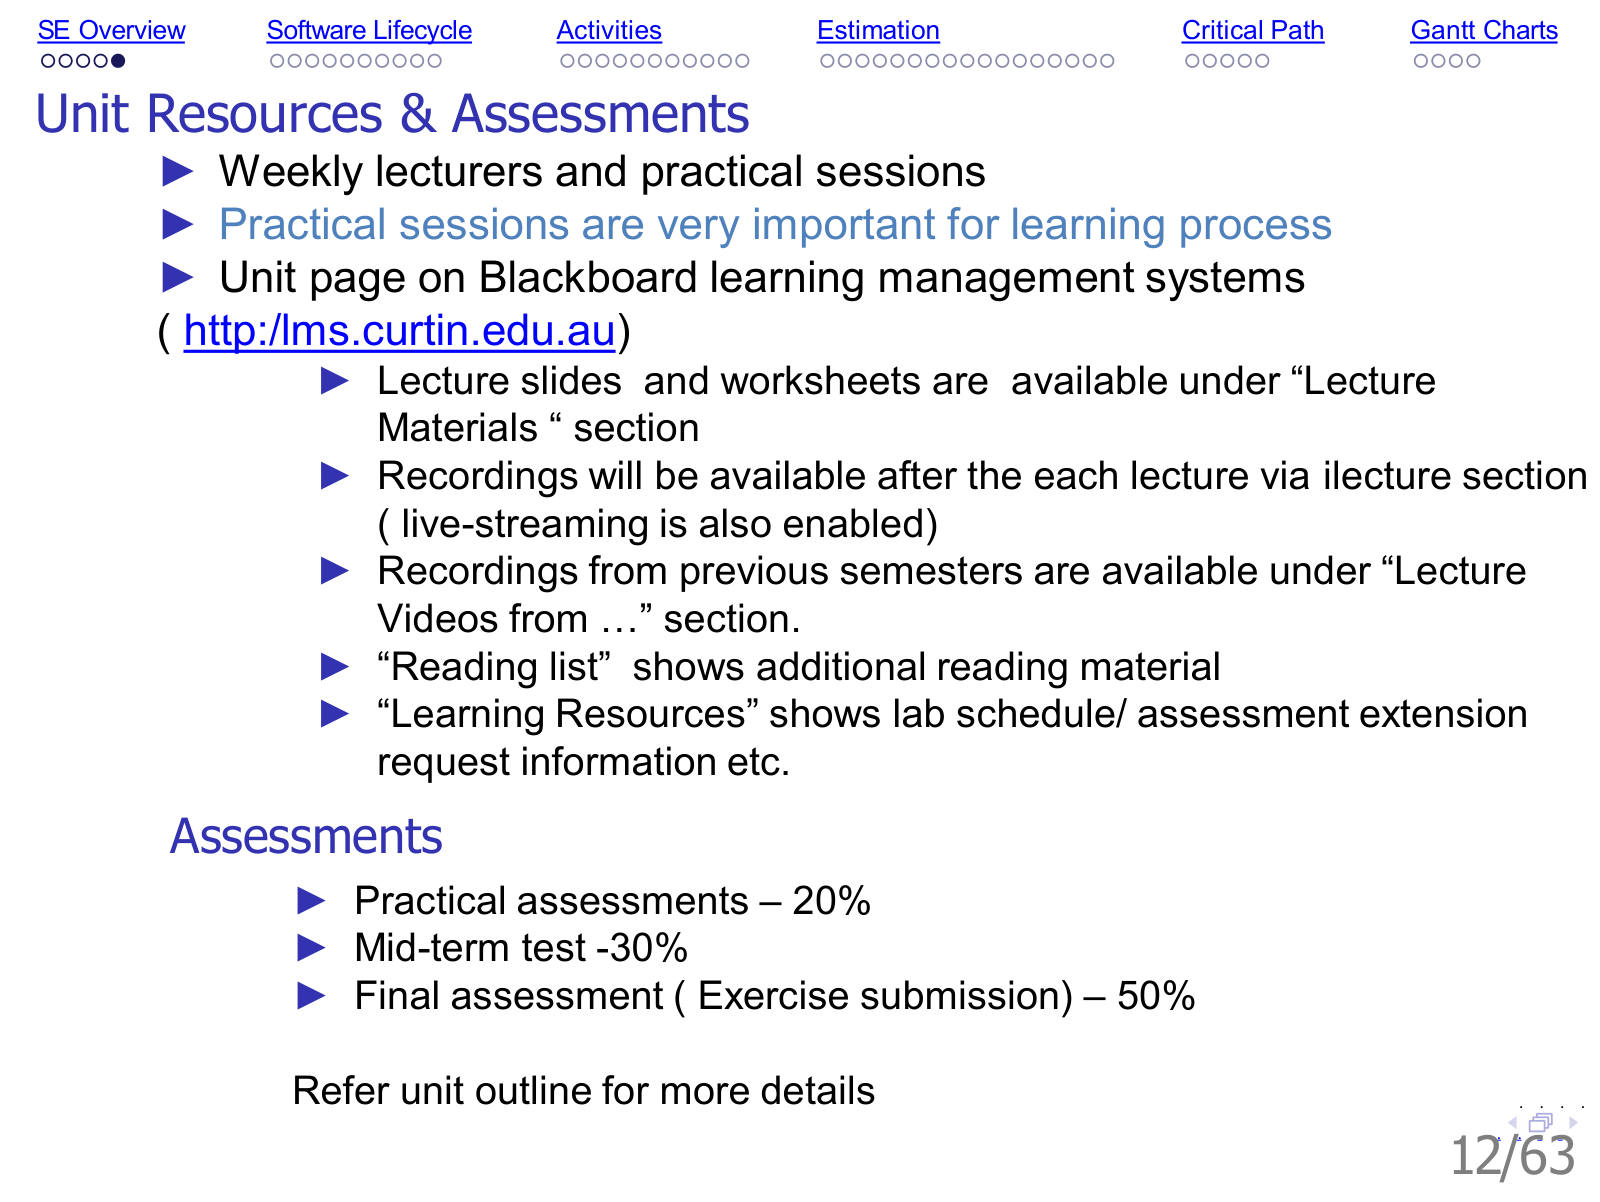 SE Overview Software Lifecycle Activities Estimation Critical Path Gantt Charts
Unit Resources & Assessments
► Weekly lecturers and practical sessions
► Practical sessions are very important for learning process
► Unit page on Blackboard learning management systems
( http:/lms.curtin.edu.au)
► Lecture slides  and worksheets are  available under “Lecture
Materials “ section
► Recordings will be available after the each lecture via ilecture section
( live-streaming is also enabled)
► Recordings from previous semesters are available under “Lecture
Videos from …” section.
► “Reading list”  shows additional reading material
► “Learning Resources” shows lab schedule/ assessment extension
request information etc.
Assessments
► Practical assessments – 20%
► Mid-term test -30%
► Final assessment ( Exercise submission) – 50%
Refer unit outline for more details
12/63